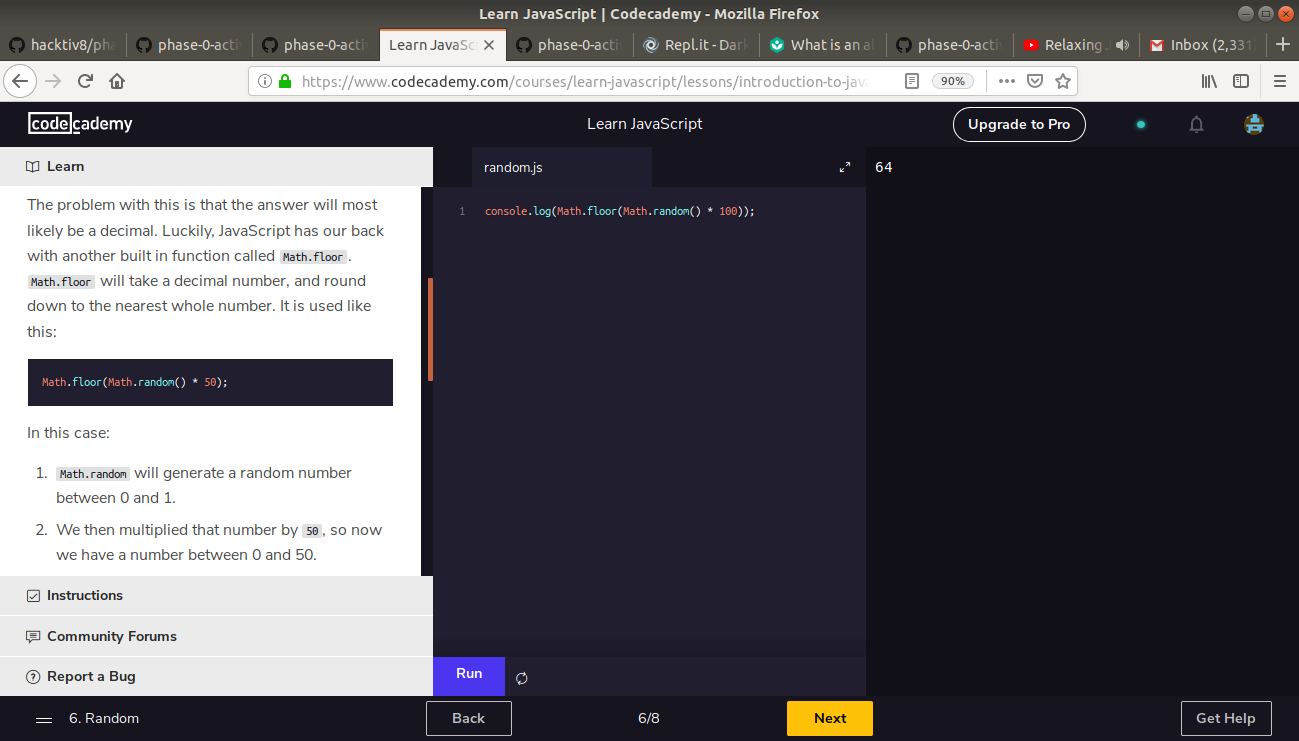 Learn JavaScript | Codecademy - Mozilla Firefox
hacktiv8/pha
phase-0-acti
phase-0-acti
Learn JavaSc
phase-0-acti
Repl.it - Dark
What is an al
phase-0-acti
Relaxing
Inbox (2,331
https://www.codecademy.com/courses/learn-javascript/lessons/introduction-to-java
90%
codecademy
Learn JavaScript
Upgrade to Pro
Learn
The problem with this is that the answer will most
likely be a decimal. Luckily, JavaScript has our back
with another built in function called Math.floor.
Math.floor will take a decimal number, and round
down to the nearest whole number. It is used like
this:
Math.floor(Math.random() * 50);
In this case:
1. Math.random will generate a random number
between 0 and 1.
2. We then multiplied that number by 50, so now
we have a number between 0 and 50.
Instructions
Community Forums
Report a Bug
random.js
1 console.log(Math.floor(Math.random() * 100));
64
Run
6. Random
Back
6/8
Next
Get Help